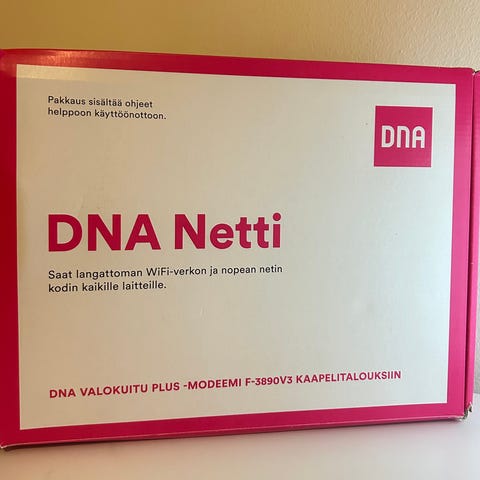 Pakkaus sisältää ohjeet
helppoon käyttöönottoon.
DNA
DNA Netti
Saat langattoman WiFi-verkon ja nopean netin
kodin kaikille laitteille.
DNA VALOKUITU PLUS -MODEEMI F-3890V3 KAAPELITALOUKSIIN